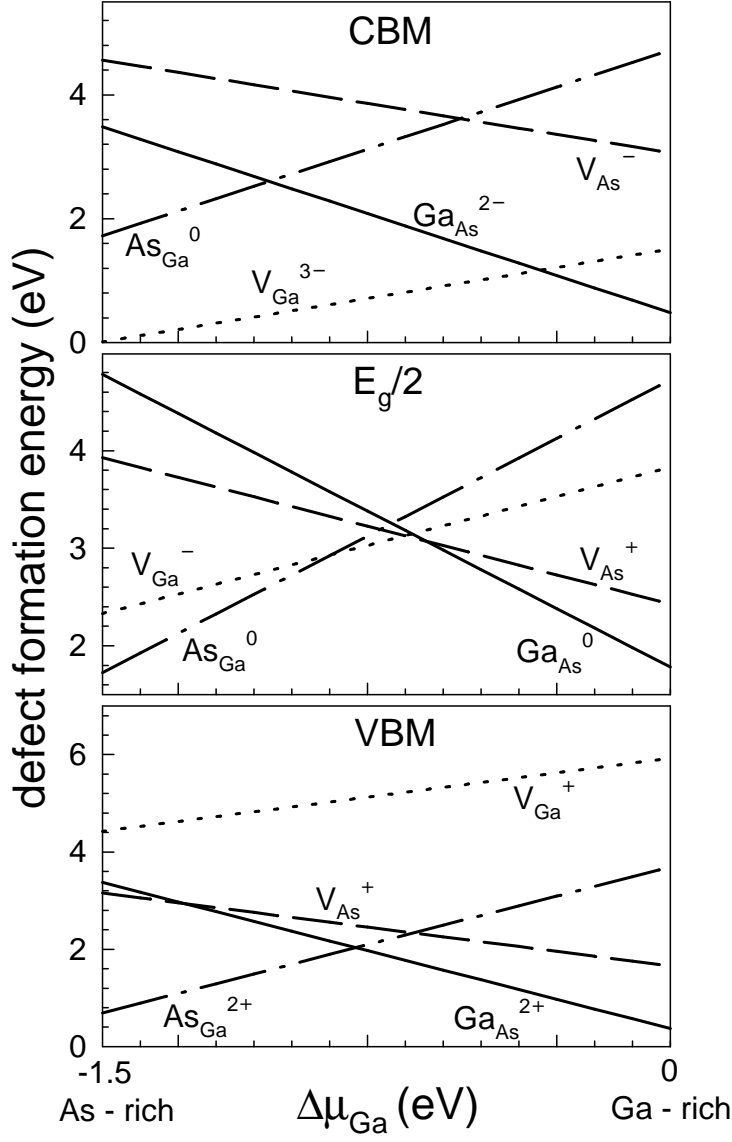 defect formation energy (eV)
CBM
4
2
0
V_As^−
Ga_As^2−
As_Ga^0
V_Ga^3−
E_g/2
4
3
2
V_Ga^−
V_As^+
As_Ga^0
Ga_As^0
VBM
6
4
2
0
V_Ga^+
V_As^+
As_Ga^2+
Ga_As^2+
-1.5
0
As - rich
Δμ_Ga (eV)
Ga - rich